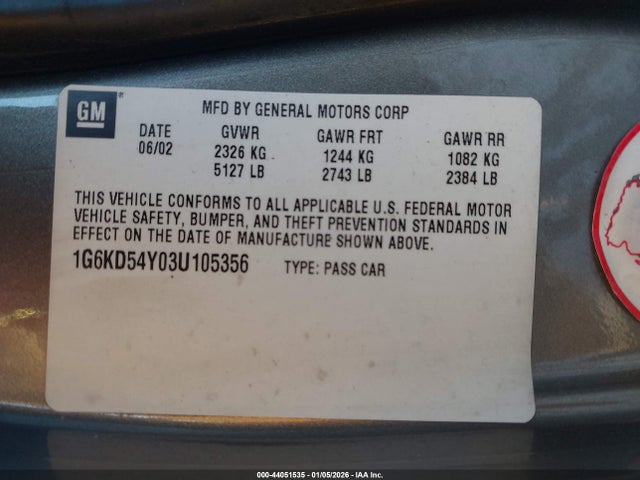 GM
MFD BY GENERAL MOTORS CORP
DATE GVWR GAWR FRT GAWR RR
06/02 2326 KG 1244 KG 1082 KG
5127 LB 2743 LB 2384 LB
THIS VEHICLE CONFORMS TO ALL APPLICABLE U.S. FEDERAL MOTOR
VEHICLE SAFETY, BUMPER, AND THEFT PREVENTION STANDARDS IN
EFFECT ON THE DATE OF MANUFACTURE SHOWN ABOVE.
1G6KD54Y03U105356 TYPE: PASS CAR
000-44051535 - 01/05/2026 - IAA Inc.